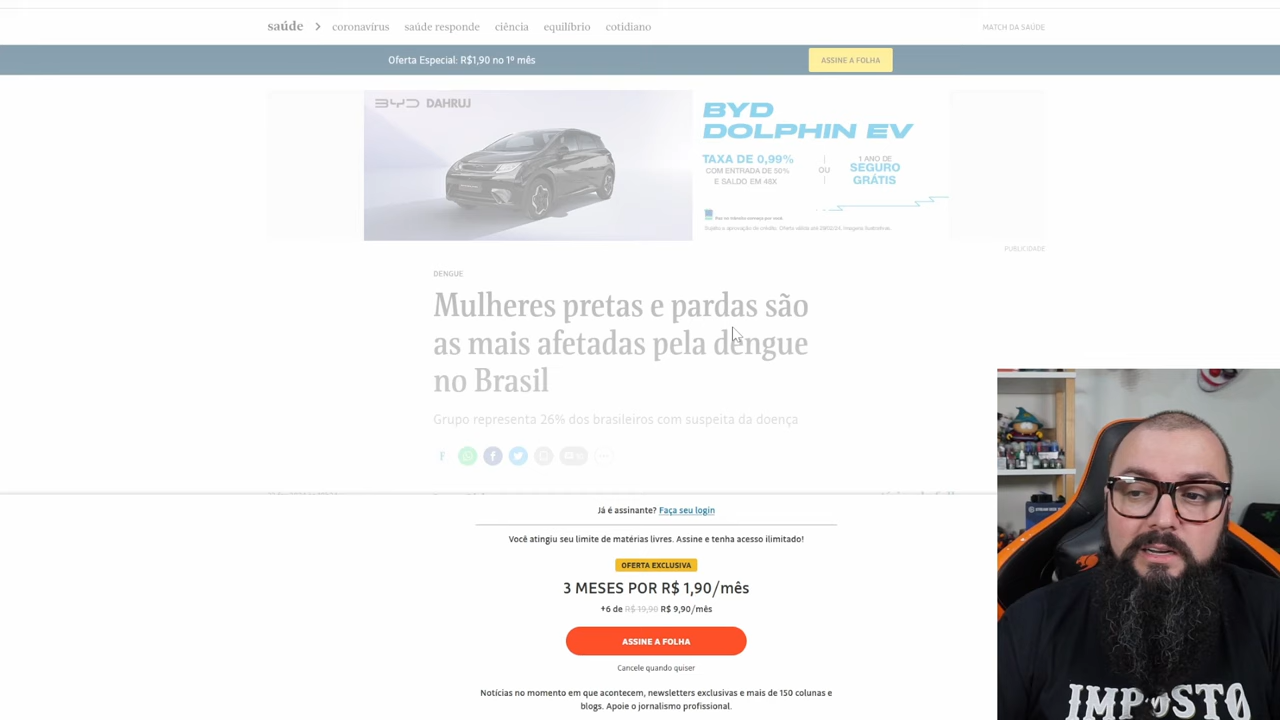 saúde
coronavírus
saúde responde
ciência
equilíbrio
cotidiano
MATCH DA SAÚDE
Oferta Especial: R$1,90 no 1º mês
ASSINE A FOLHA
BYD DAHRUJ
BYD
DOLPHIN EV
TAXA DE 0,99%
COM ENTRADA DE 50%
E SALDO EM 48X
OU
1 ANO DE
SEGURO
GRÁTIS
PUBLICIDADE
DENGUE
Mulheres pretas e pardas são
as mais afetadas pela dengue
no Brasil
Grupo representa 26% dos brasileiros com suspeita da doença
Já é assinante? Faça seu login
Você atingiu seu limite de matérias livres. Assine e tenha acesso ilimitado!
OFERTA EXCLUSIVA
3 MESES POR R$ 1,90/mês
+6 de R$ 19,90 R$ 9,90/mês
ASSINE A FOLHA
Cancele quando quiser
Notícias no momento em que acontecem, newsletters exclusivas e mais de 150 colunas e
blogs. Apoie o jornalismo profissional.
IMPOSTO